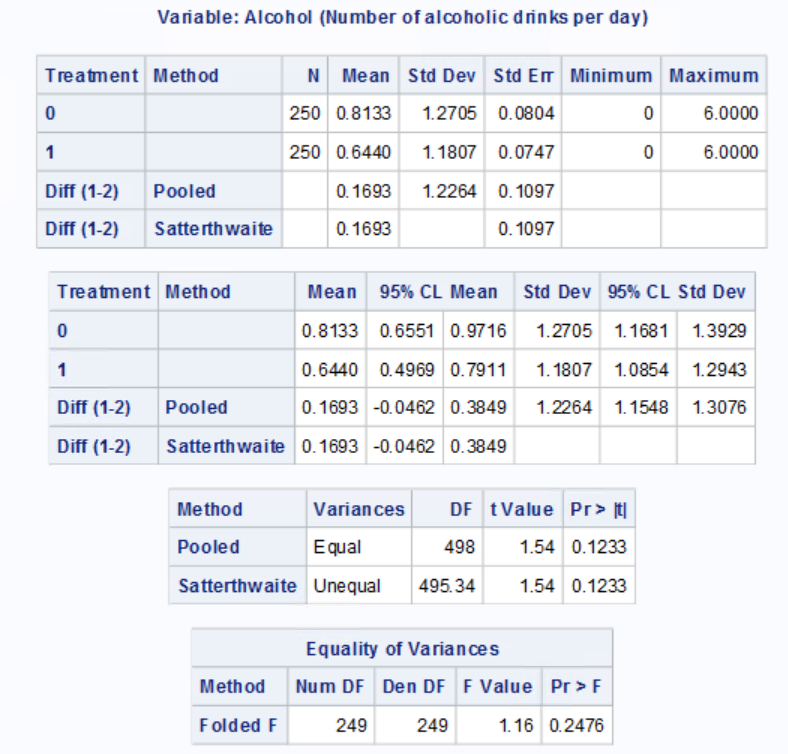 Variable: Alcohol (Number of alcoholic drinks per day)
Treatment Method N Mean Std Dev Std Err Minimum Maximum
0 250 0.8133 1.2705 0.0804 0 6.0000
1 250 0.6440 1.1807 0.0747 0 6.0000
Diff (1-2) Pooled 0.1693 1.2264 0.1097
Diff (1-2) Satterthwaite 0.1693 0.1097
Treatment Method Mean 95% CL Mean Std Dev 95% CL Std Dev
0 0.8133 0.6551 0.9716 1.2705 1.1681 1.3929
1 0.6440 0.4969 0.7911 1.1807 1.0854 1.2943
Diff (1-2) Pooled 0.1693 -0.0462 0.3849 1.2264 1.1548 1.3076
Diff (1-2) Satterthwaite 0.1693 -0.0462 0.3849
Method Variances DF t Value Pr > |t|
Pooled Equal 498 1.54 0.1233
Satterthwaite Unequal 495.34 1.54 0.1233
Equality of Variances
Method Num DF Den DF F Value Pr > F
Folded F 249 249 1.16 0.2476